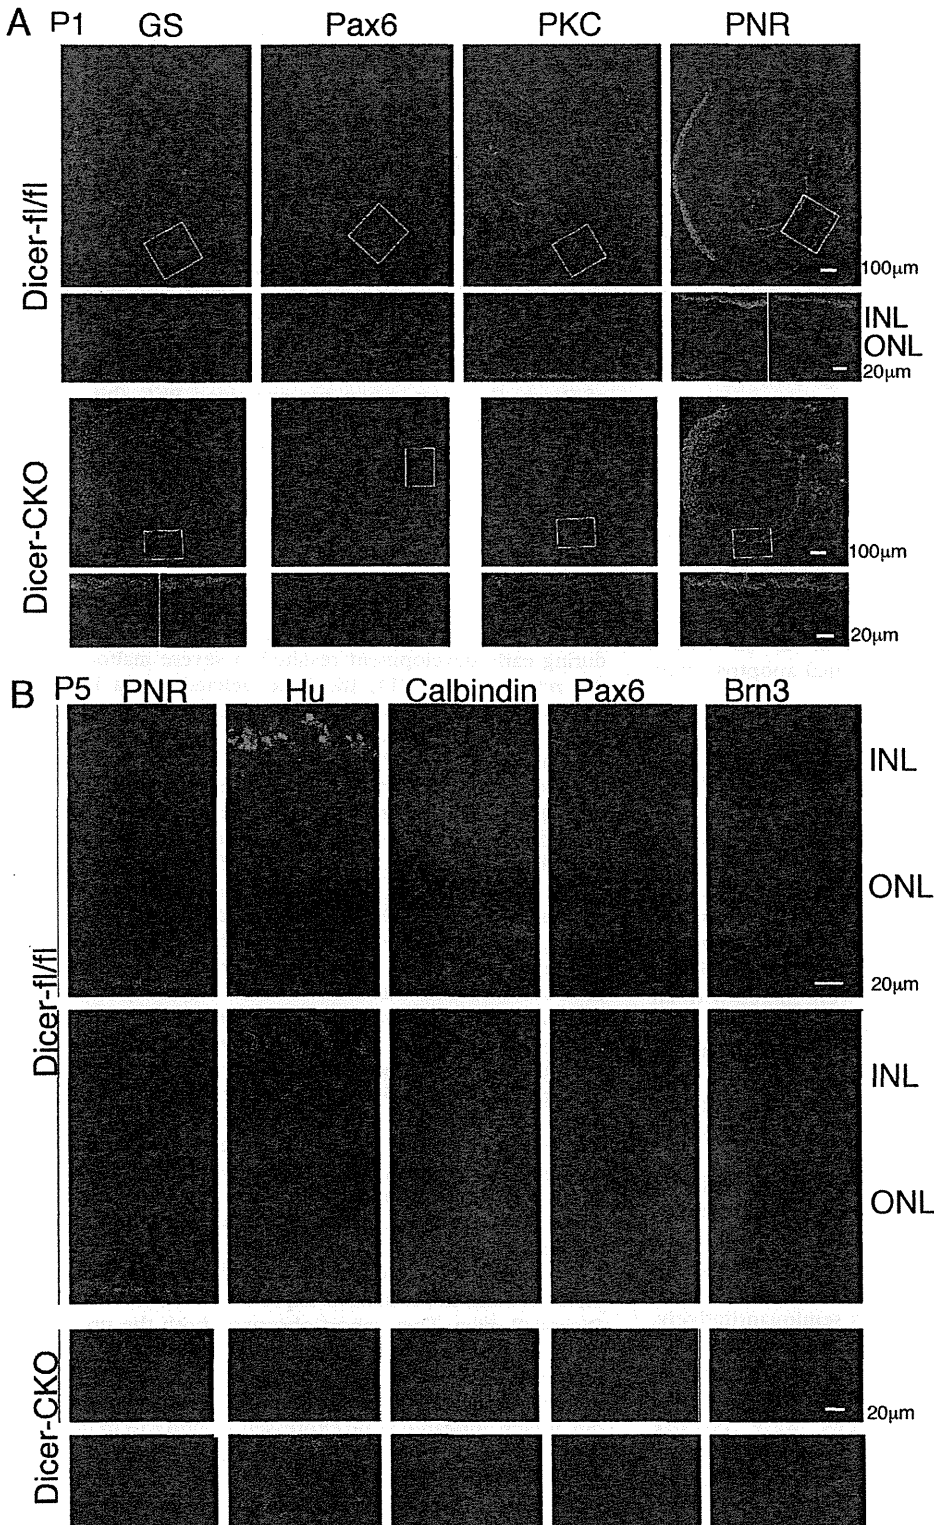 A P1 GS Pax6 PKC PNR
Dicer-fl/fl
100μm
INL
ONL
20μm
Dicer-CKO
100μm
20μm
B P5 PNR Hu Calbindin Pax6 Brn3
INL
ONL
20μm
Dicer-fl/fl
INL
ONL
Dicer-CKO
20μm